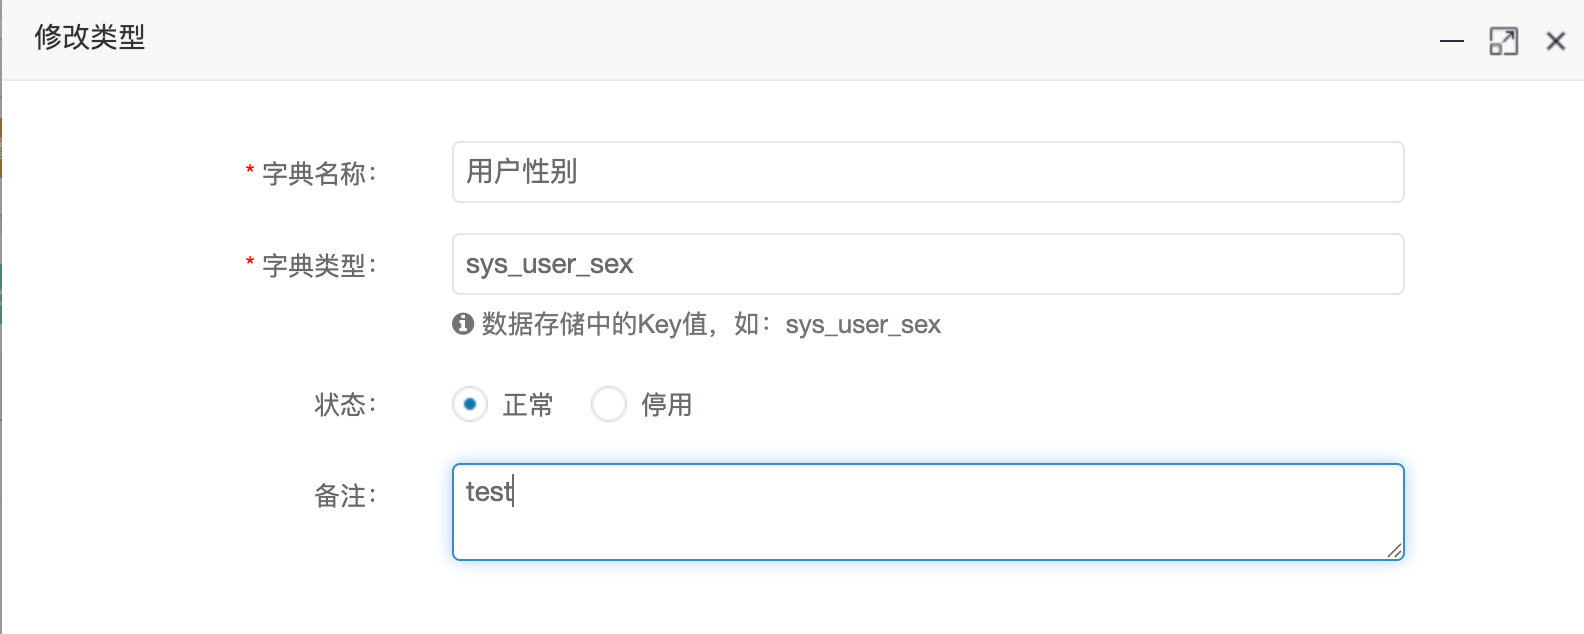 修改类型
* 字典名称： 用户性别
* 字典类型： sys_user_sex
数据存储中的Key值，如：sys_user_sex
状态： 正常 停用
备注： test